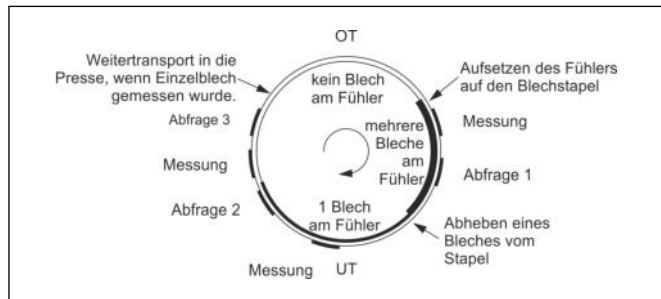 OT
Weitertransport in die
Presse, wenn Einzelblech
gemessen wurde.
kein Blech
am Fühler
Aufsetzen des Fühlers
auf den Blechstapel
Abfrage 3
mehrere
Bleche
am
Fühler
Messung
Messung
Abfrage 1
Abfrage 2
1 Blech
am Fühler
Abheben eines
Bleches vom
Stapel
Messung
UT